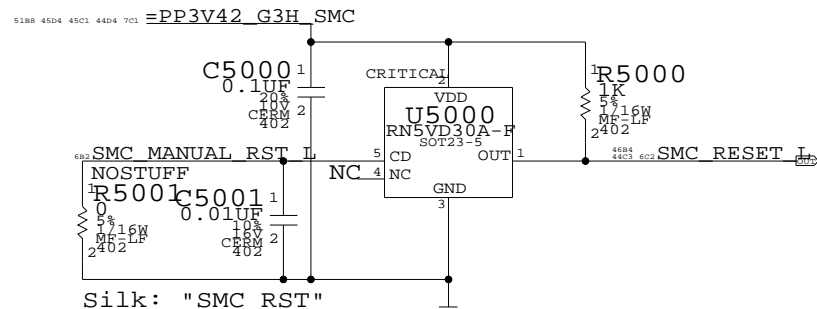 51B8 45D4 45C1 44D4 7C1 =PP3V42_G3H_SMC
C5000 1
0.1UF
20%
10V
CERM 2
402
CRITICAL
2
VDD
U5000
RN5VD30A-F
SOT23-5
5 CD
OUT 1
NC 4 NC
GND
3
1 R5000
1K
5%
1/16W
MF-LF
2 402
6B2 SMC_MANUAL_RST_L
46B4
44C3 6C2 SMC_RESET_L OUT
NOSTUFF
1 R5001
0
5%
1/16W
MF-LF
2 402
C5001 1
0.01UF
10%
16V 2
CERM
402
Silk: "SMC RST"